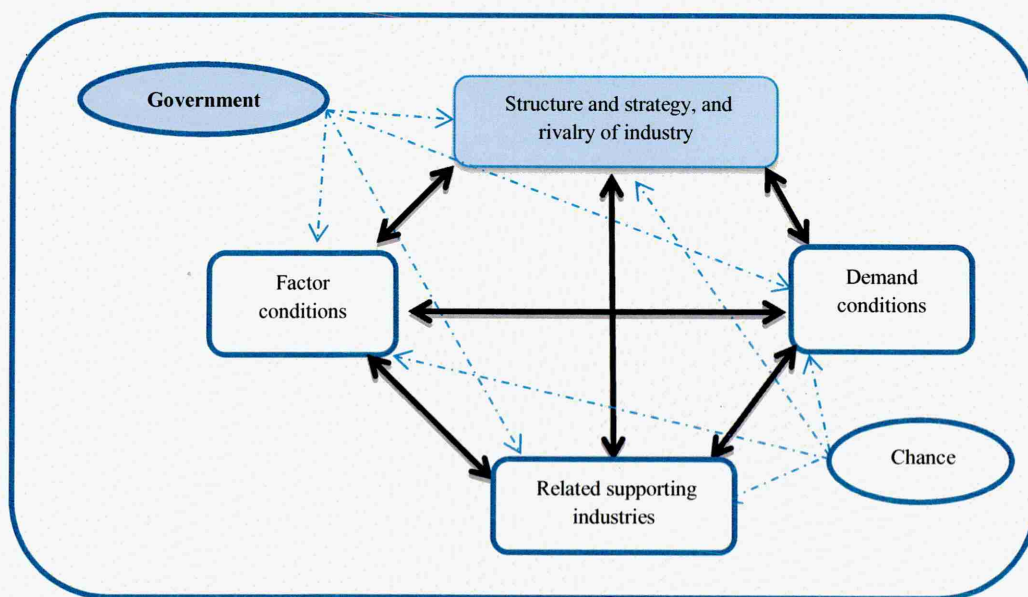 Government
Structure and strategy, and
rivalry of industry
Factor
conditions
Demand
conditions
Chance
Related supporting
industries